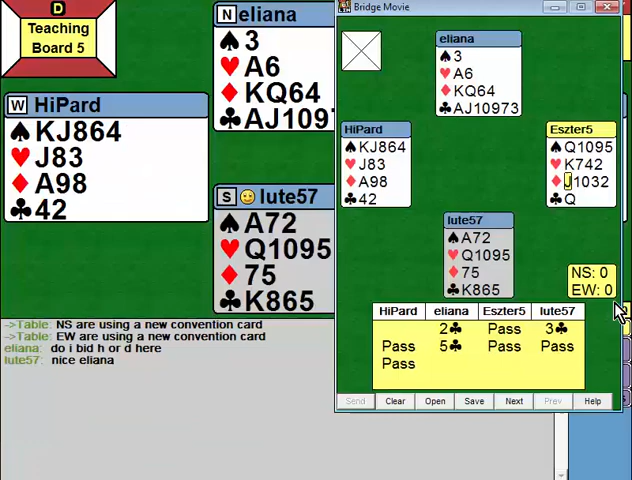 D
Teaching
Board 5
N eliana
♠ 3
♥ A6
♦ KQ64
♣ AJ1097
W HiPard
♠ KJ864
♥ J83
♦ A98
♣ 42
S lute57
♠ A72
♥ Q1095
♦ 75
♣ K865
->Table: NS are using a new convention card
->Table: EW are using a new convention card
eliana: do i bid h or d here
lute57: nice eliana
Bridge Movie
eliana
♠ 3
♥ A6
♦ KQ64
♣ AJ10973
HiPard
♠ KJ864
♥ J83
♦ A98
♣ 42
Eszter5
♠ Q1095
♥ K742
♦ J1032
♣ Q
lute57
♠ A72
♥ Q1095
♦ 75
♣ K865
NS: 0
EW: 0
HiPard eliana Eszter5 lute57
2♣ Pass 3♣
Pass 5♣ Pass Pass
Pass
Send Clear Open Save Next Prev Help